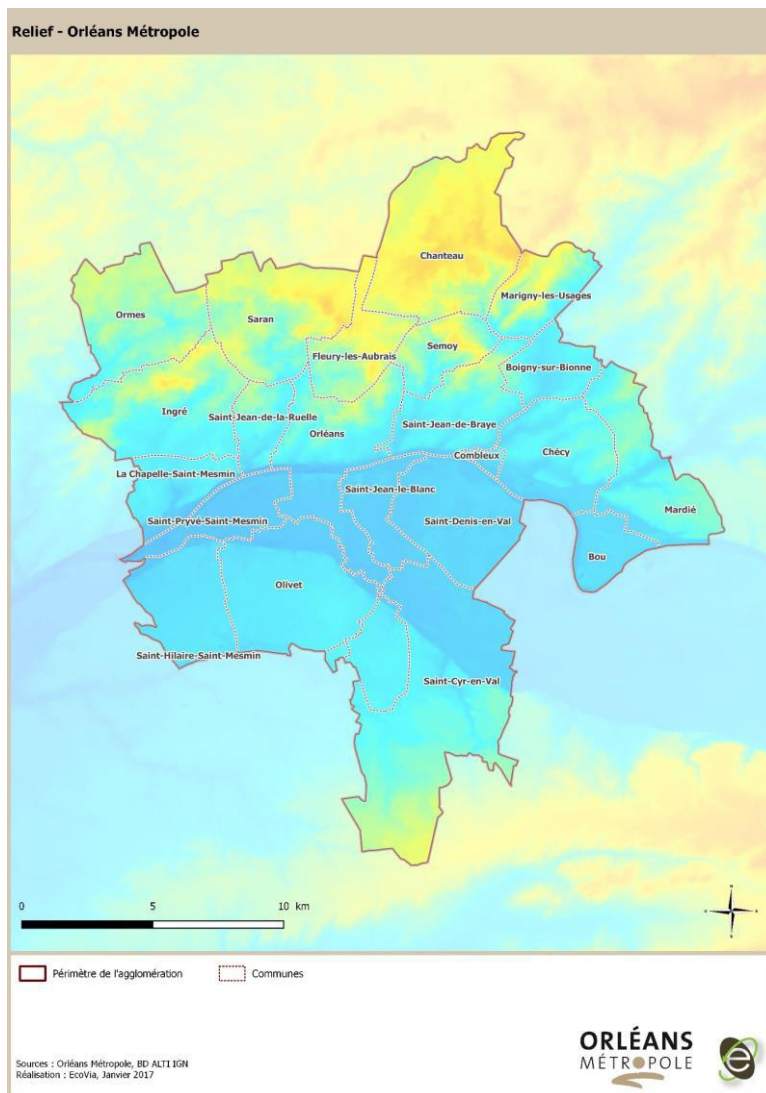 Relief - Orléans Métropole
Chanteau
Marigny-les-Usages
Ormes
Saran
Fleury-les-Aubrais
Semoy
Boigny-sur-Bionne
Ingré
Saint-Jean-de-la-Ruelle
Orléans
Saint-Jean-de-Braye
Combleux
Chécy
La Chapelle-Saint-Mesmin
Saint-Jean-le-Blanc
Mardié
Saint-Pryvé-Saint-Mesmin
Saint-Denis-en-Val
Bou
Olivet
Saint-Hilaire-Saint-Mesmin
Saint-Cyr-en-Val
0 5 10 km
Périmètre de l'agglomération
Communes
Sources : Orléans Métropole, BD ALTI IGN
Réalisation : EcoVia, Janvier 2017
ORLÉANS
MÉTROPOLE
e